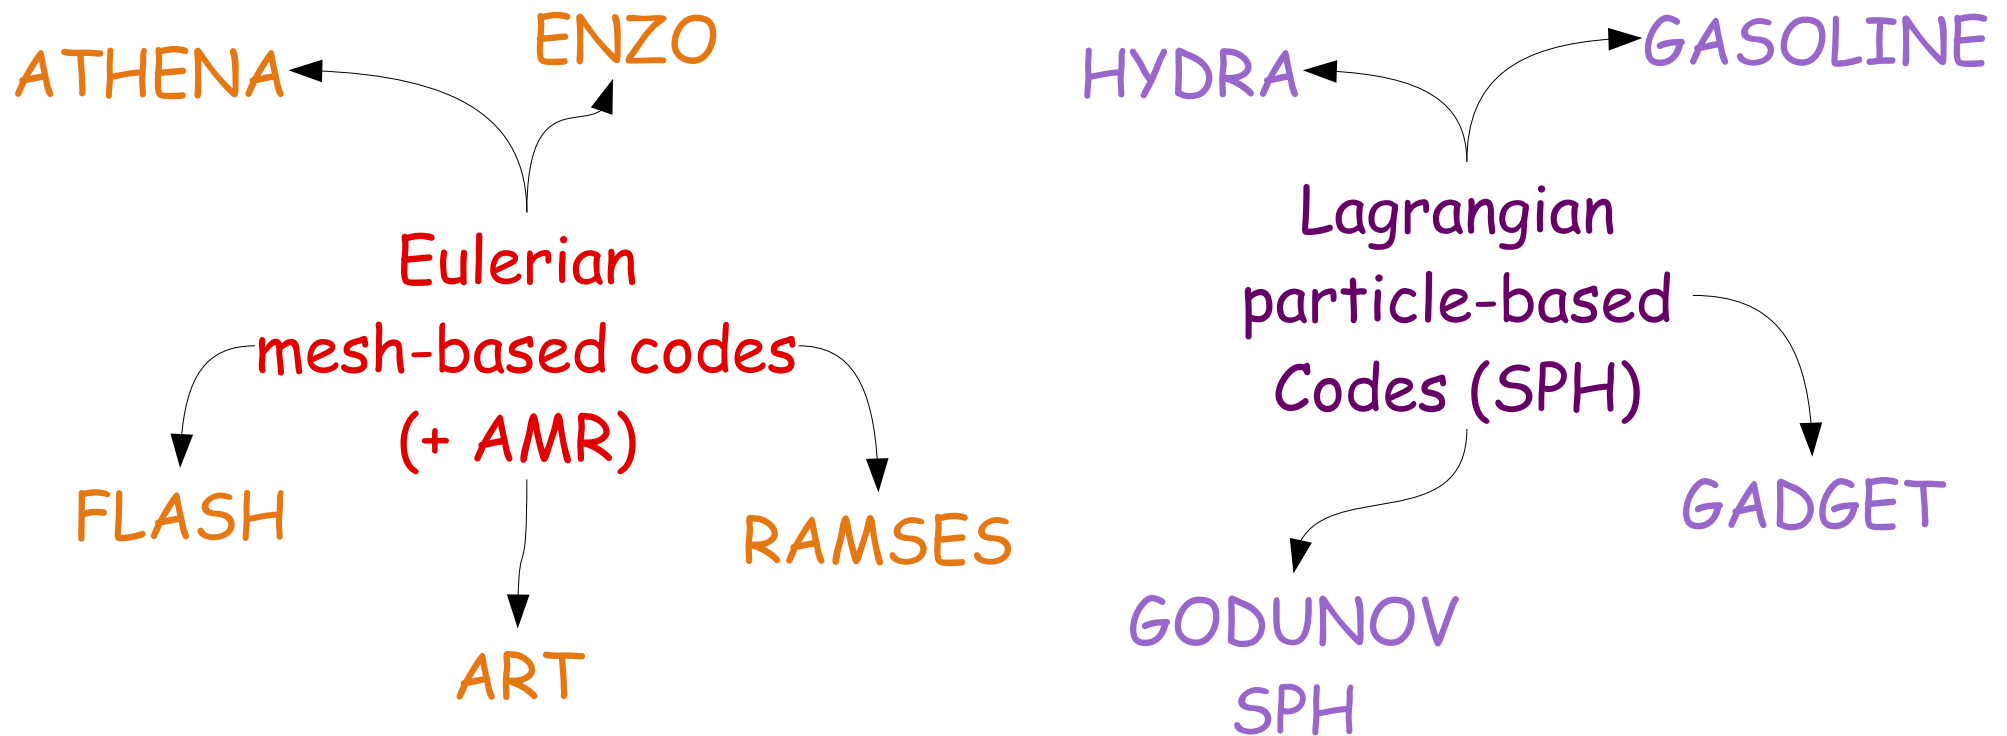 ATHENA
ENZO
Eulerian
mesh-based codes
(+ AMR)
FLASH
RAMSES
ART
HYDRA
GASOLINE
Lagrangian
particle-based
Codes (SPH)
GADGET
GODUNOV
SPH